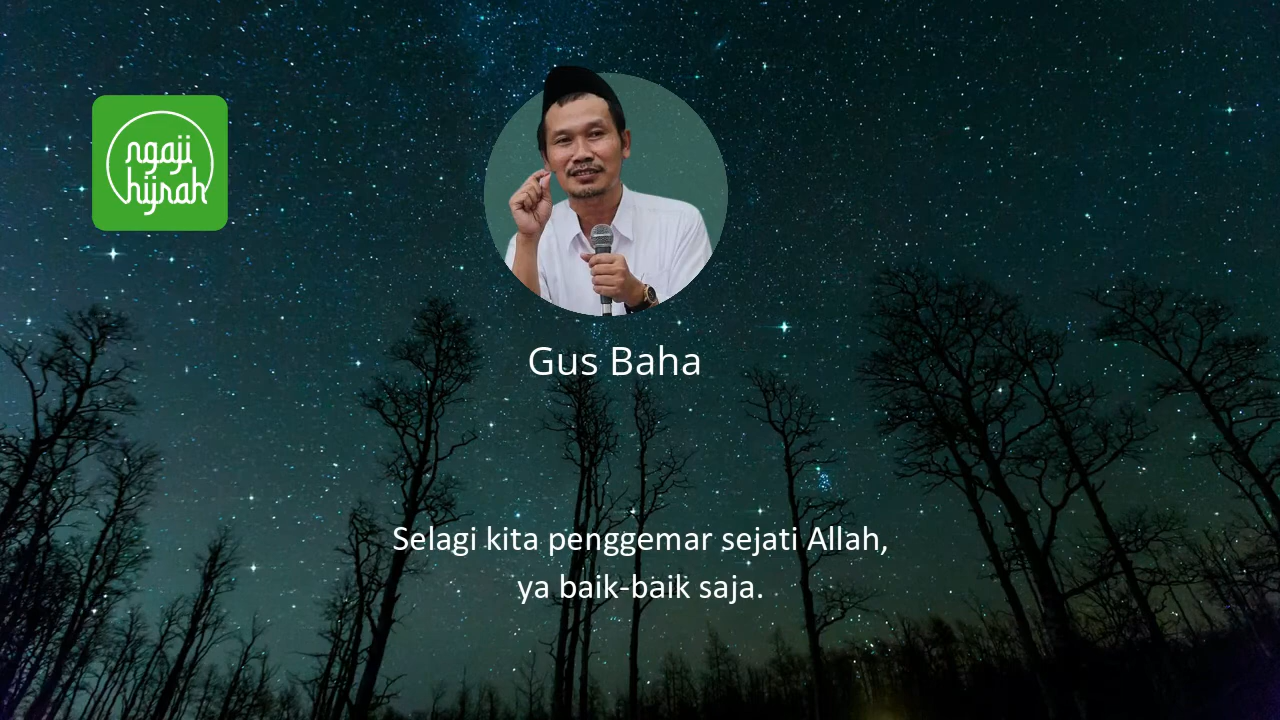 ngaji
hijrah
Gus Baha
Selagi kita penggemar sejati Allah,
ya baik-baik saja.